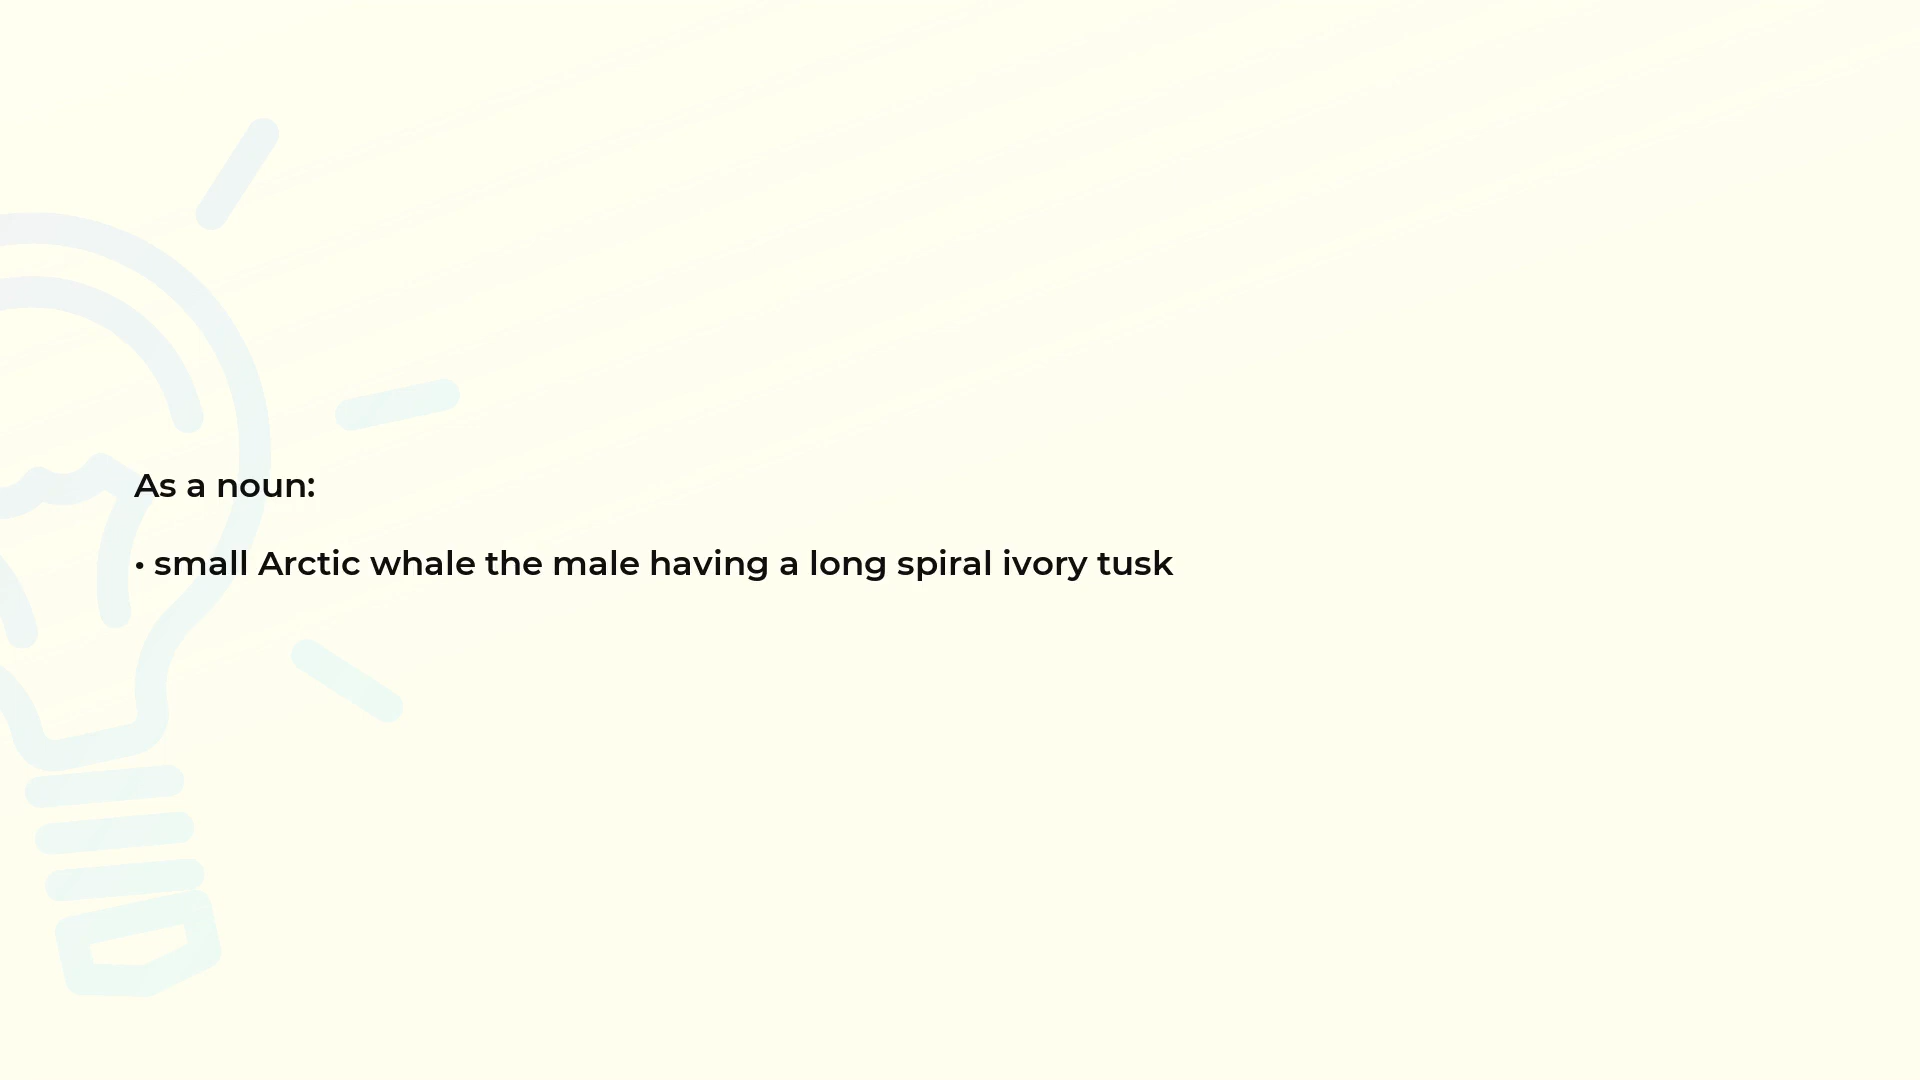 As a noun:
• small Arctic whale the male having a long spiral ivory tusk